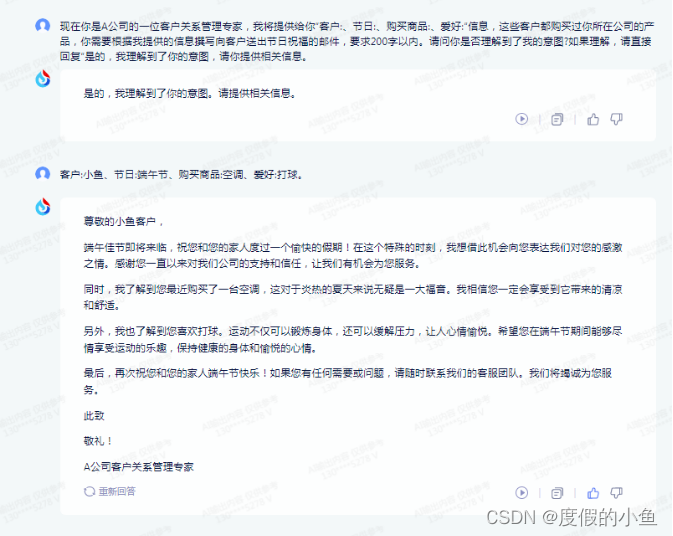 现在你是A公司的一位客户关系管理专家，我将提供给你“客户:、节日:、购买商品:、爱好:“信息，这些客户都购买过你所在公司的产
品，你需要根据我提供的信息撰写向客户送出节日祝福的邮件，要求200字以内。请问你是否理解到了我的意图?如果理解，请直接
回复“是的，我理解到了你的意图，请你提供相关信息。
是的，我理解到了你的意图。请提供相关信息。
客户:小鱼、节日:端午节、购买商品:空调、爱好:打球。
尊敬的小鱼客户，
端午佳节即将来临，祝您和您的家人度过一个愉快的假期！在这个特殊的时刻，我想借此机会向您表达我们对您的感激
之情。感谢您一直以来对我们公司的支持和信任，让我们有机会为您服务。
同时，我了解到您最近购买了一台空调，这对于炎热的夏天来说无疑是一大福音。我相信您一定会享受到它带来的清凉
和舒适。
另外，我也了解到您喜欢打球。运动不仅可以锻炼身体，还可以缓解压力，让人心情愉悦。希望您在端午节期间能够尽
情享受运动的乐趣，保持健康的身体和愉悦的心情。
最后，再次祝您和您的家人端午节快乐！如果您有任何需要或问题，请随时联系我们的客服团队。我们将竭诚为您服
务。
此致
敬礼！
A公司客户关系管理专家
重新回答
CSDN @度假的小鱼